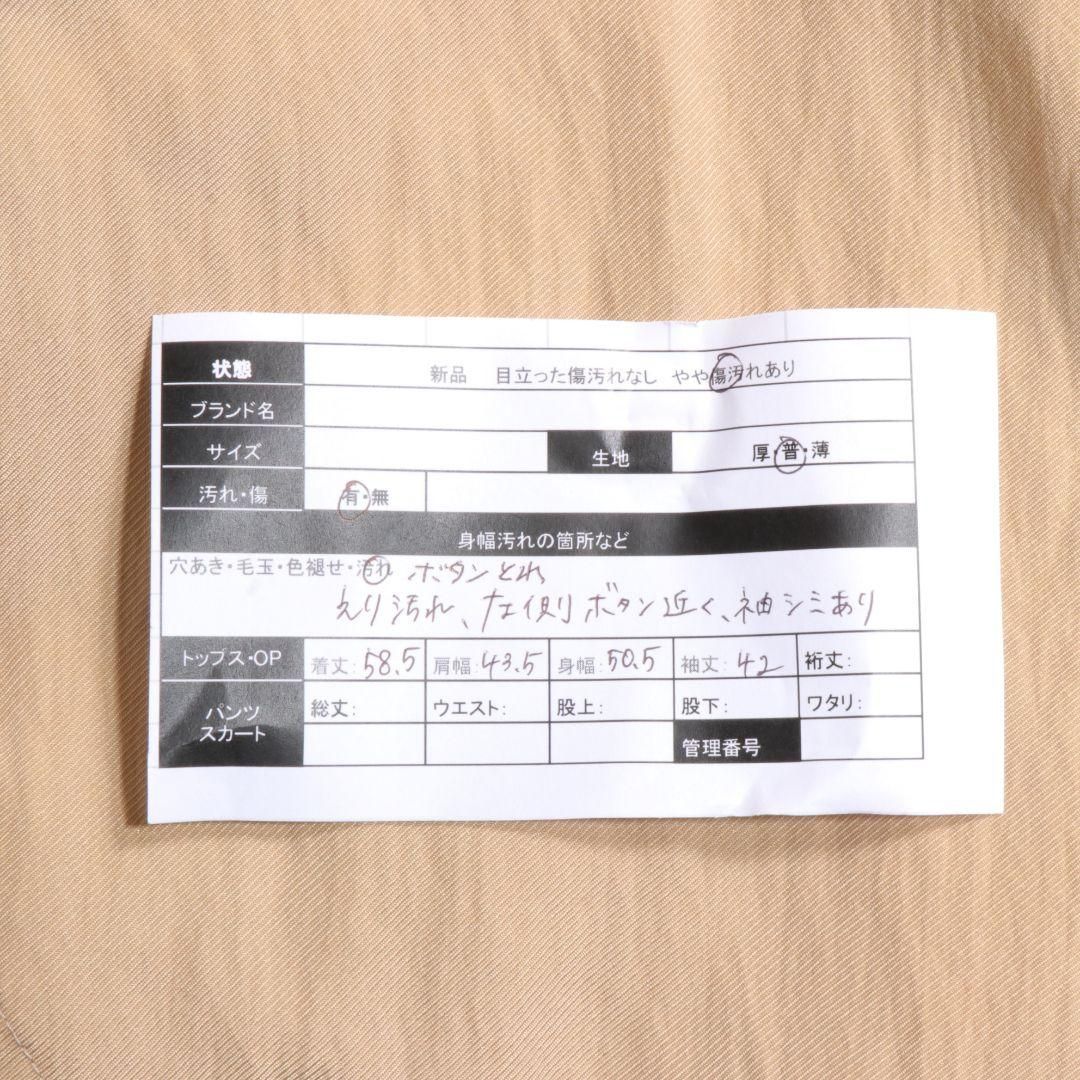 状態 新品 目立った傷汚れなし やや傷汚れあり
ブランド名
サイズ 生地 厚・普・薄
汚れ・傷 有・無
身幅汚れの箇所など
穴あき・毛玉・色褪せ・汚れ ボタンとれ
えり汚れ、左側ボタン近く、袖シミあり
トップス・OP 着丈:58.5 肩幅:43.5 身幅:50.5 袖丈:42 裄丈:
パンツ 総丈: ウエスト: 股上: 股下: ワタリ:
スカート 管理番号